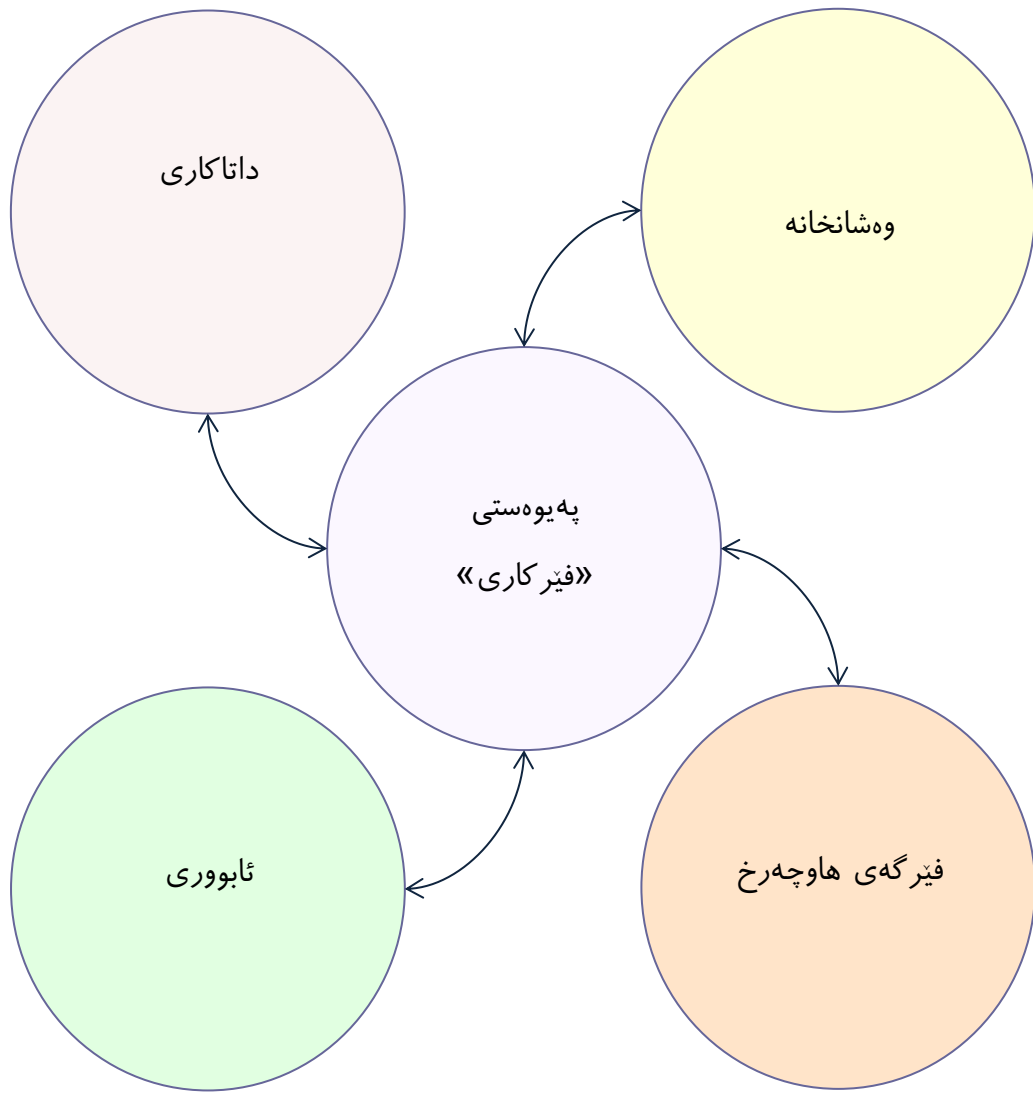 داتاکاری
وەشانخانە
پەیوەستی
«فێرکاری»
ئابووری
فێرگەی هاوچەرخ